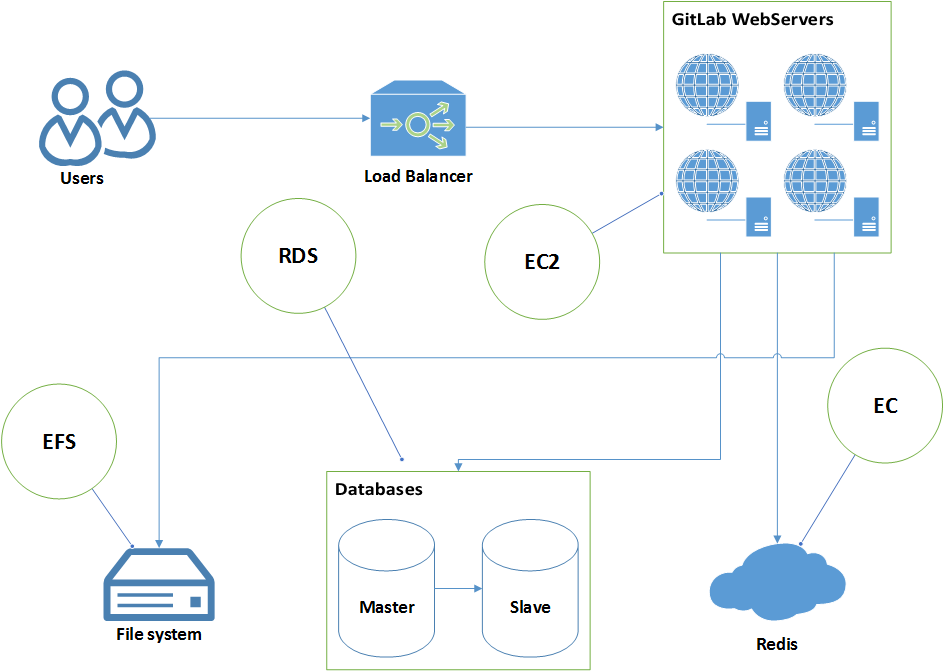 GitLab WebServers
Users
Load Balancer
RDS
EC2
EC
EFS
Databases
Master
Slave
File system
Redis